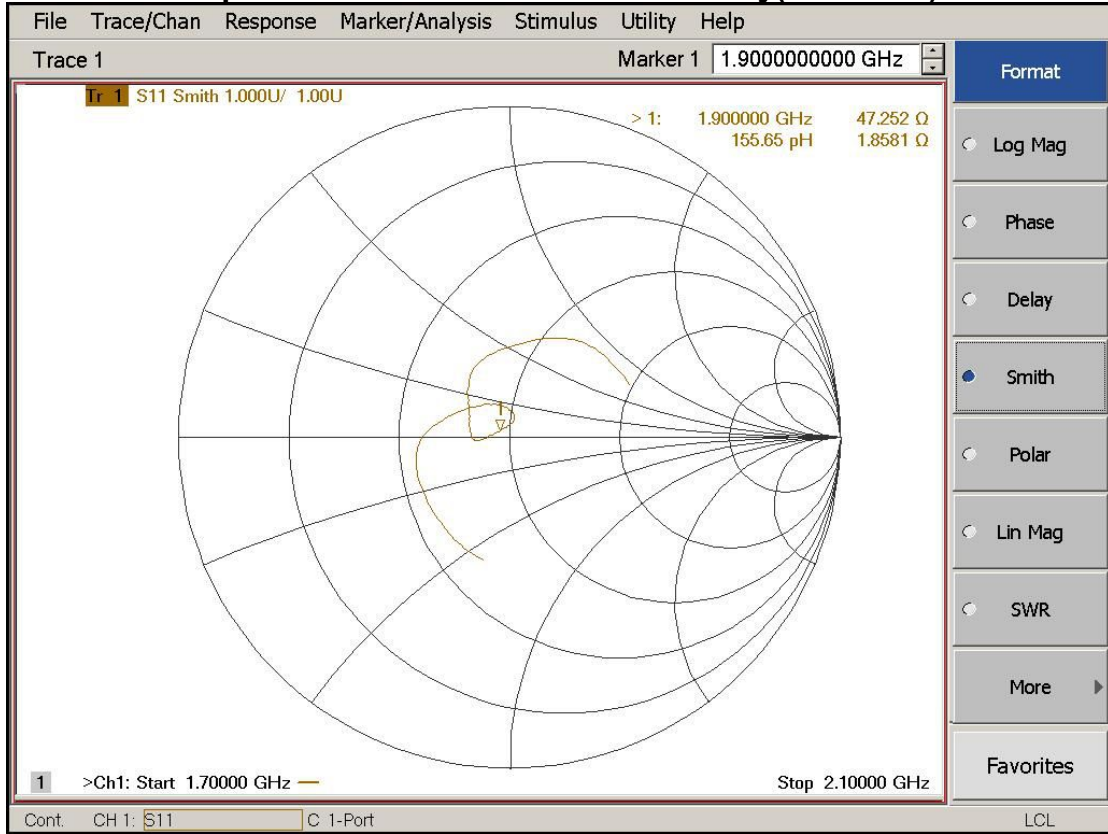 File Trace/Chan Response Marker/Analysis Stimulus Utility Help
Trace 1 Marker 1 1.9000000000 GHz
Format
Tr 1 S11 Smith 1.000U/ 1.00U
> 1: 1.900000 GHz 47.252 Ω
155.65 pH 1.8581 Ω
1
Log Mag
Phase
Delay
Smith
Polar
Lin Mag
SWR
More
Favorites
1 >Ch1: Start 1.70000 GHz Stop 2.10000 GHz
Cont. CH 1: S11 C 1-Port LCL